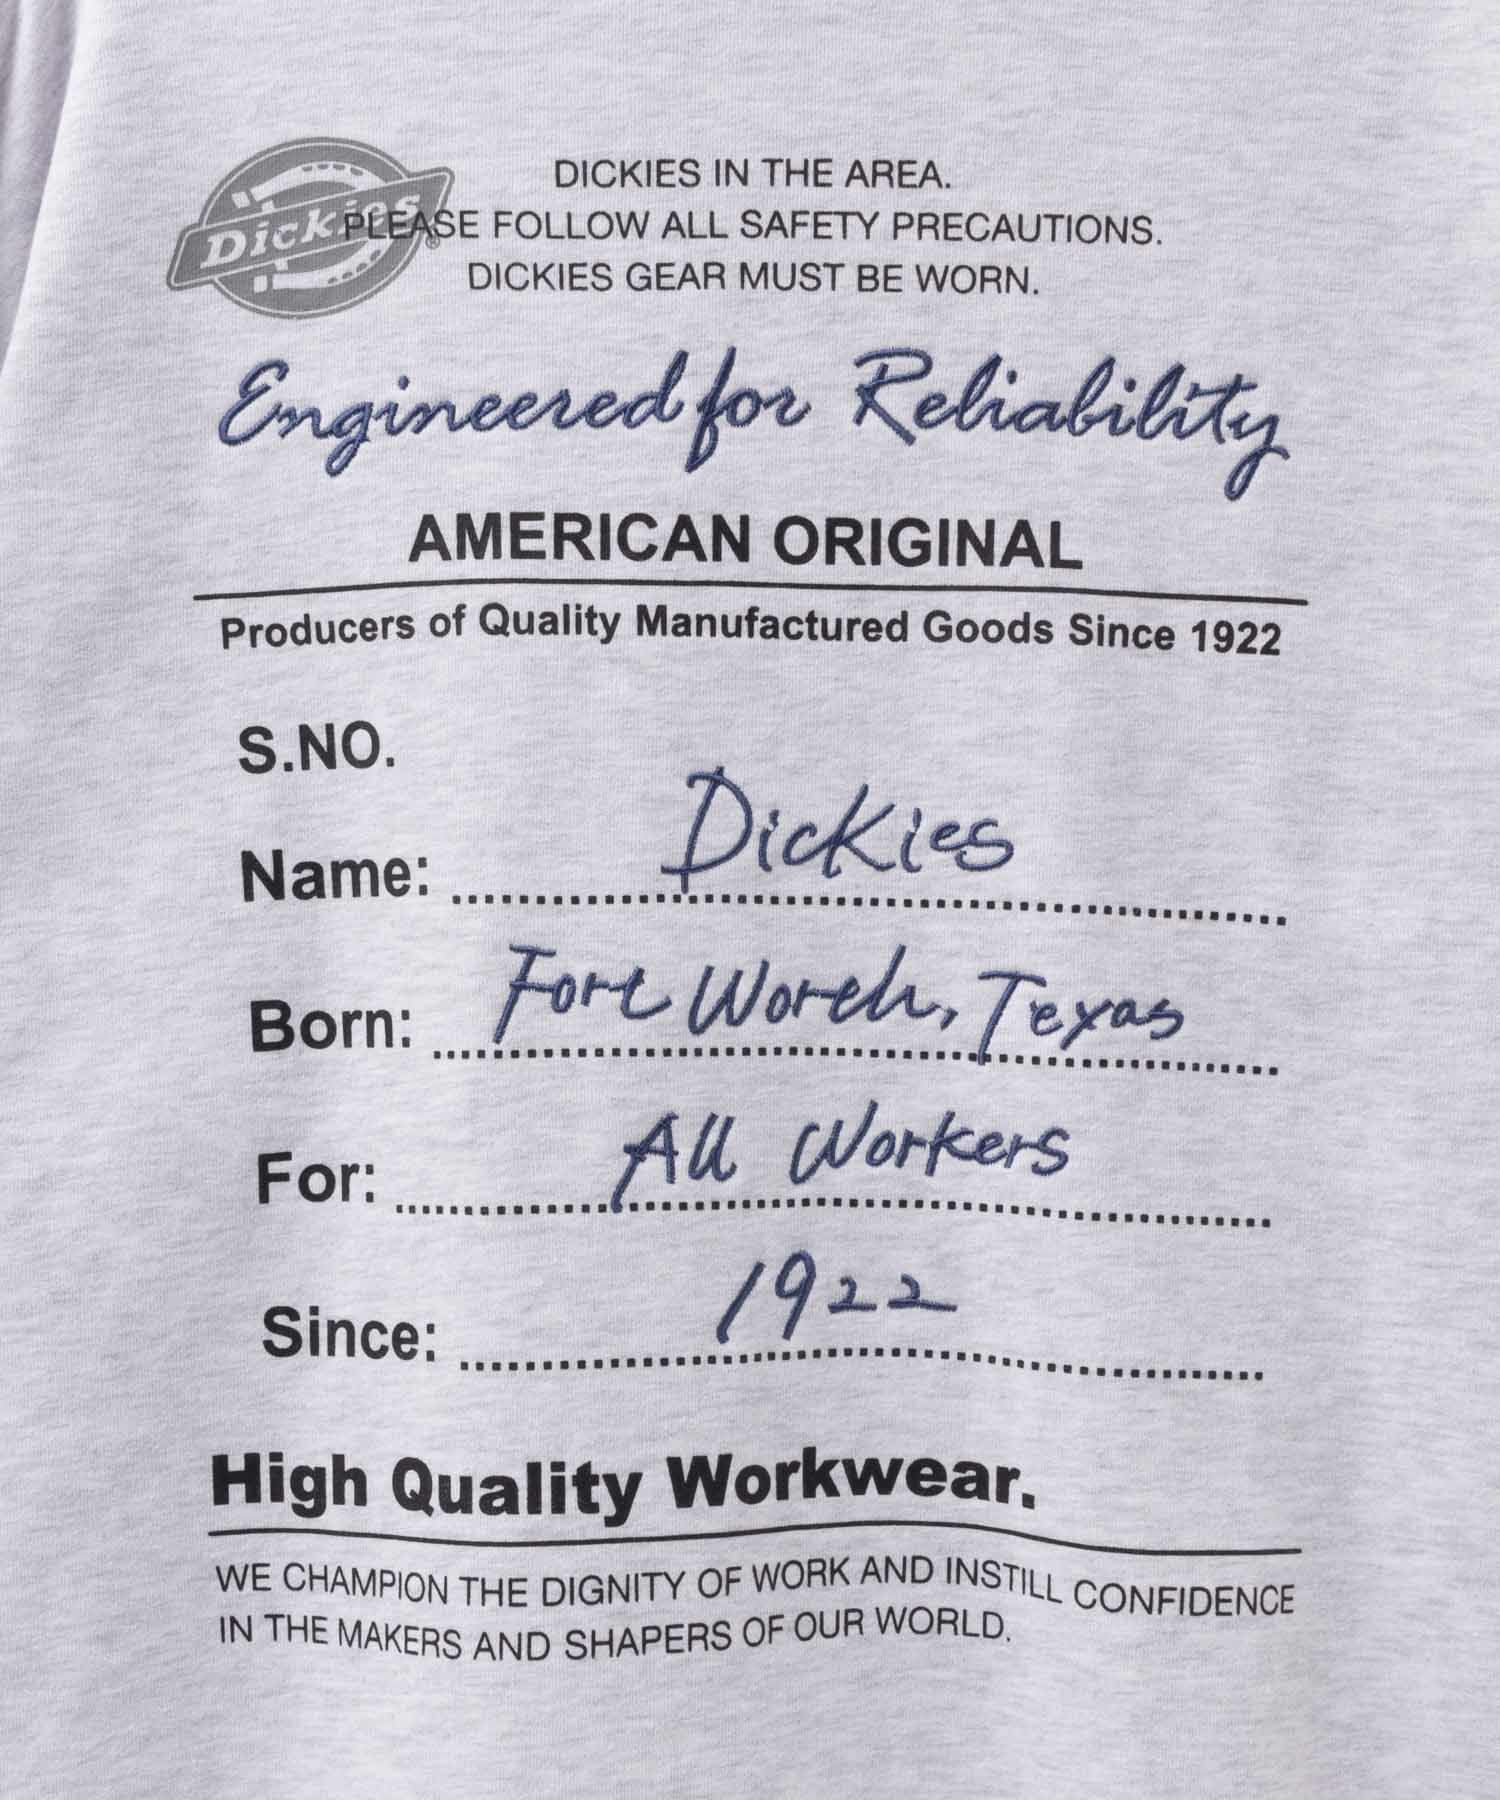 Dickies®
DICKIES IN THE AREA.
PLEASE FOLLOW ALL SAFETY PRECAUTIONS.
DICKIES GEAR MUST BE WORN.
Engineered for Reliability
AMERICAN ORIGINAL
Producers of Quality Manufactured Goods Since 1922
S.NO.
Name: Dickies
Born: Fort Worth, Texas
For: All Workers
Since: 1922
High Quality Workwear.
WE CHAMPION THE DIGNITY OF WORK AND INSTILL CONFIDENCE
IN THE MAKERS AND SHAPERS OF OUR WORLD.